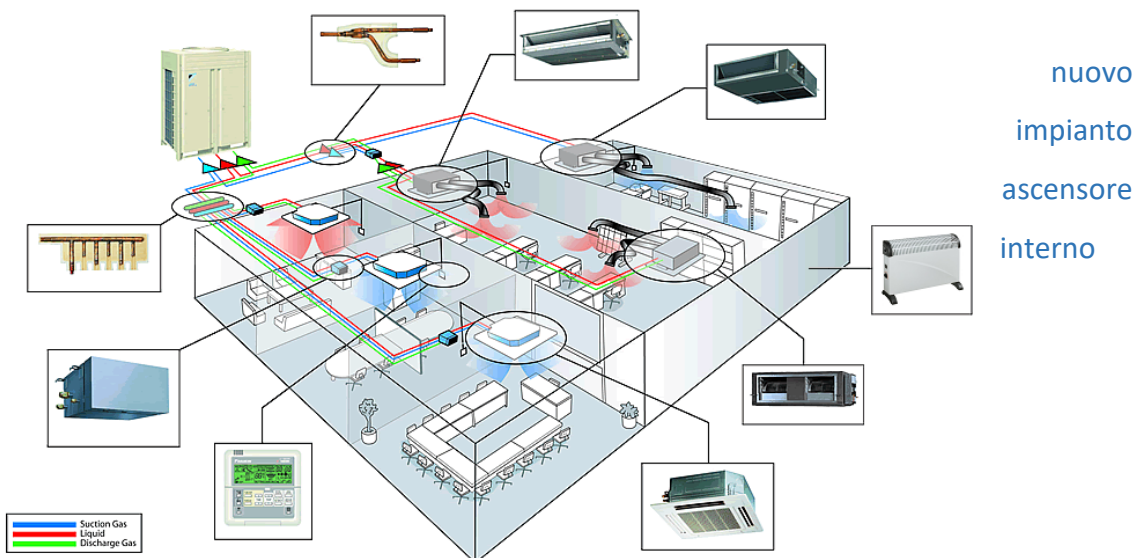 nuovo
impianto
ascensore
interno
Suction Gas
Liquid
Discharge Gas